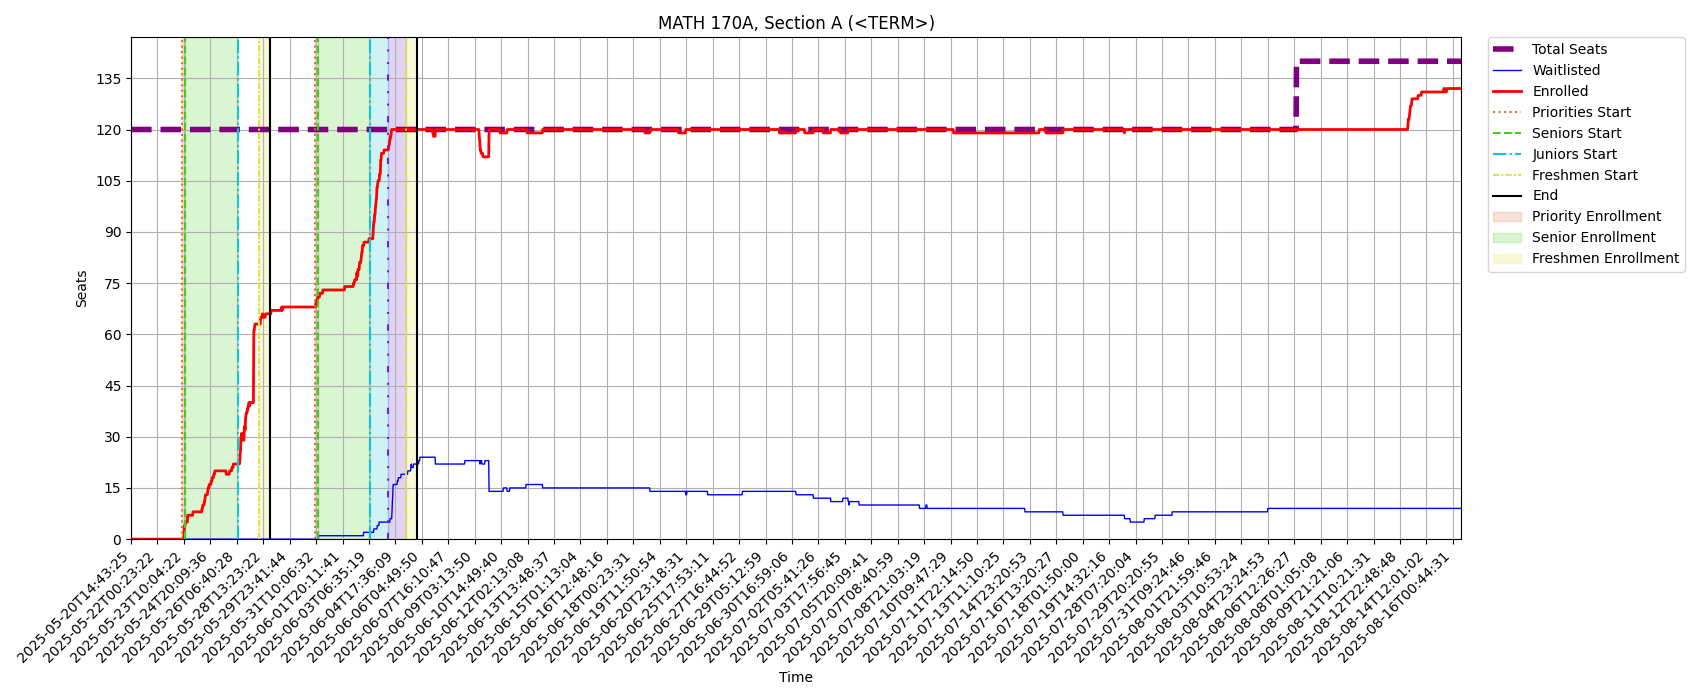 MATH 170A, Section A (<TERM>)
Seats
135
120
105
90
75
60
45
30
15
0
2025-05-20T14:43:25
2025-05-22T00:23:22
2025-05-23T10:04:22
2025-05-24T20:09:36
2025-05-26T06:40:28
2025-05-28T13:23:22
2025-05-29T23:41:44
2025-05-31T10:06:32
2025-06-01T20:11:41
2025-06-03T06:35:19
2025-06-04T17:36:09
2025-06-06T04:49:50
2025-06-07T16:10:47
2025-06-09T03:13:50
2025-06-10T14:49:40
2025-06-12T02:13:08
2025-06-13T13:48:37
2025-06-15T01:13:04
2025-06-16T12:48:16
2025-06-18T00:23:31
2025-06-19T11:50:54
2025-06-20T23:18:31
2025-06-25T17:53:11
2025-06-27T16:44:52
2025-06-29T05:12:59
2025-06-30T16:59:06
2025-07-02T05:41:26
2025-07-03T17:56:45
2025-07-05T20:09:41
2025-07-07T08:40:59
2025-07-08T21:03:19
2025-07-10T09:47:29
2025-07-11T22:14:50
2025-07-13T11:10:25
2025-07-14T23:20:53
2025-07-16T13:20:27
2025-07-18T01:50:00
2025-07-19T14:32:16
2025-07-28T07:20:04
2025-07-29T20:20:55
2025-07-31T09:24:46
2025-08-01T21:59:46
2025-08-03T10:53:24
2025-08-04T23:24:53
2025-08-06T12:26:27
2025-08-08T01:05:08
2025-08-09T21:21:06
2025-08-11T10:21:31
2025-08-12T22:48:48
2025-08-14T12:01:02
2025-08-16T00:44:31
Time
Total Seats
Waitlisted
Enrolled
Priorities Start
Seniors Start
Juniors Start
Freshmen Start
End
Priority Enrollment
Senior Enrollment
Freshmen Enrollment